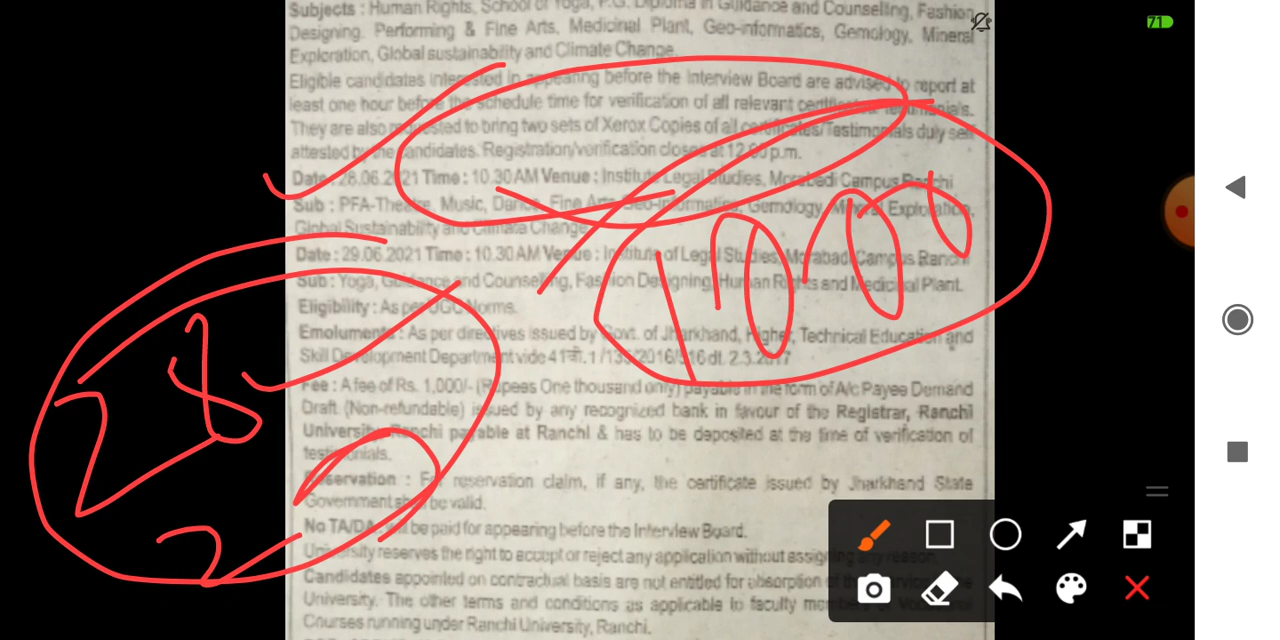 Subjects : Human Rights, School of Yoga, P.G. Diploma in Guidance and Counselling, Fashion
Designing. Performing & Fine Arts, Medicinal Plant, Geo-informatics, Gemology, Mineral
Exploration, Global sustainability and Climate Change.
Eligible candidates interested in appearing before the Interview Board are advised to report at
least one hour before the schedule time for verification of all relevant certificates/Testimonials.
They are also requested to bring two sets of Xerox Copies of all certificates/Testimonials duly self
attested by the candidates. Registration/verification closes at 12.00 p.m.
Date : 28.06.2021 Time : 10.30 AM Venue : Institute Legal Studies, Morabadi Campus Ranchi
Sub : PFA-Theatre, Music, Dance, Fine Arts Geo-informatics, Gemology, Mineral Exploration,
Global Sustainability and Climate Change.
Date : 29.06.2021 Time : 10.30 AM Venue : Institute of Legal Studies, Morabadi Campus Ranchi
Sub : Yoga, Guidance and Counselling, Fashion Designing, Human Rights and Medicinal Plant.
Eligibility : As per UGC Norms.
Emoluments : As per directives issued by Govt. of Jharkhand, Higher, Technical Education and
Skill Development Department vide
dt. 2.3.2017
Fee : A fee of Rs. 1,000/- (Rupees One thousand only) payable in the form of A/c Payee Demand
Draft. (Non-refundable) issued by any recognized bank in favour of the Registrar, Ranchi
University, Ranchi payable at Ranchi & has to be deposited at the time of verification of
testimonials.
Reservation : For reservation claim, if any, the certificate issued by Jharkhand State
Government shall be valid.
No TA/DA will be paid for appearing before the Interview Board.
University reserves the right to accept or reject any application without assigning any reason.
Candidates appointed on contractual basis are not entitled for absorption
University. The other terms and conditions as applicable to faculty
Courses running under Ranchi University, Ranchi.
28
71